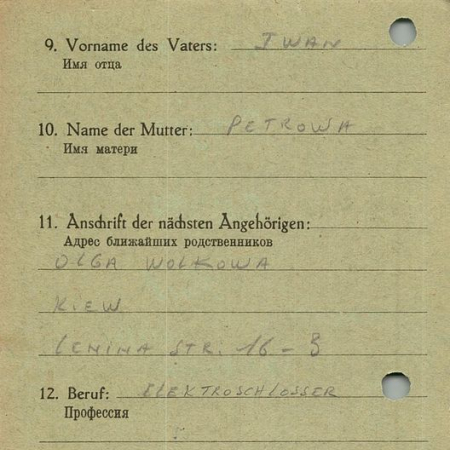 9. Vorname des Vaters: IWAN
Имя отца
10. Name der Mutter: PETROWA
Имя матери
11. Anschrift der nächsten Angehörigen:
Адрес ближайших родственников
OLGA WOLKOWA
KIEW
LENINA STR. 16 - 8
12. Beruf: ELEKTROSCHLOSSER
Профессия